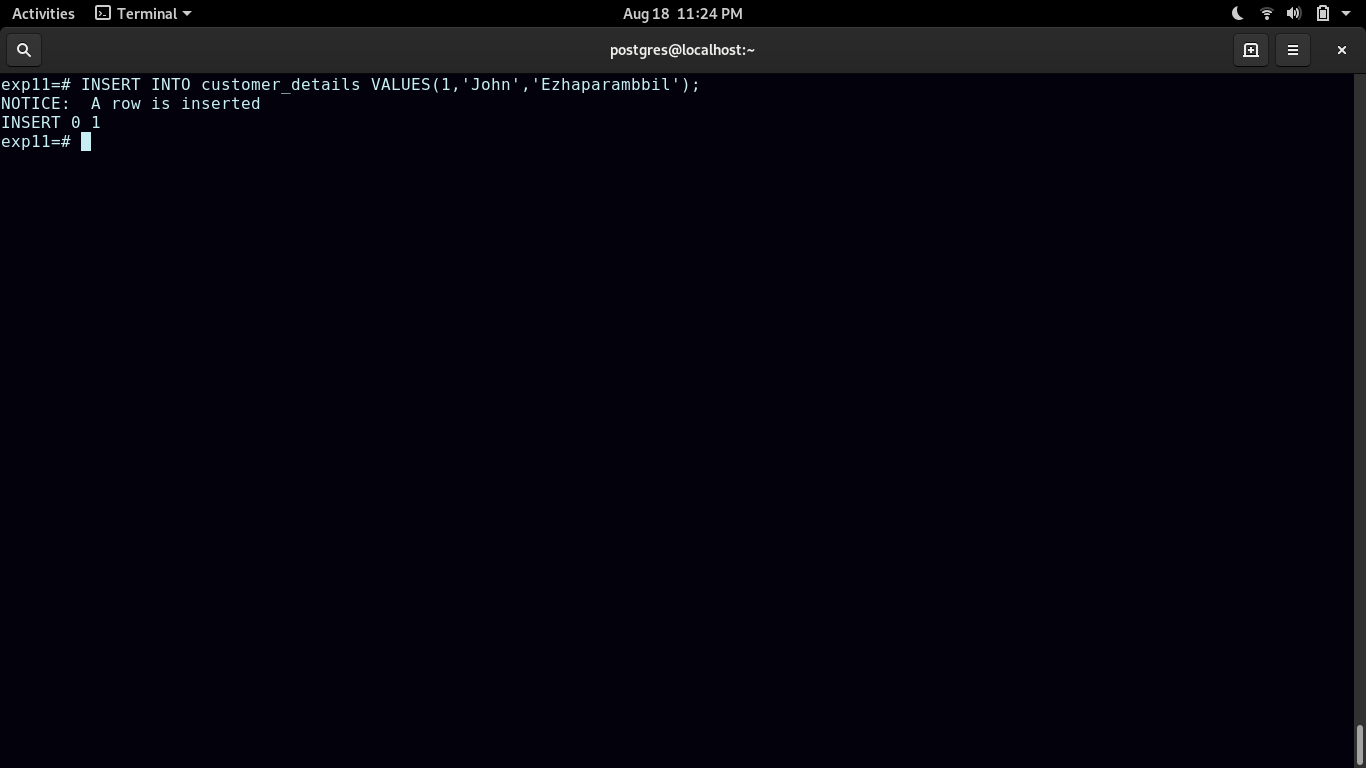 Activities Terminal Aug 18 11:24 PM
postgres@localhost:~
exp11=# INSERT INTO customer_details VALUES(1,'John','Ezhaparambbil');
NOTICE:  A row is inserted
INSERT 0 1
exp11=#